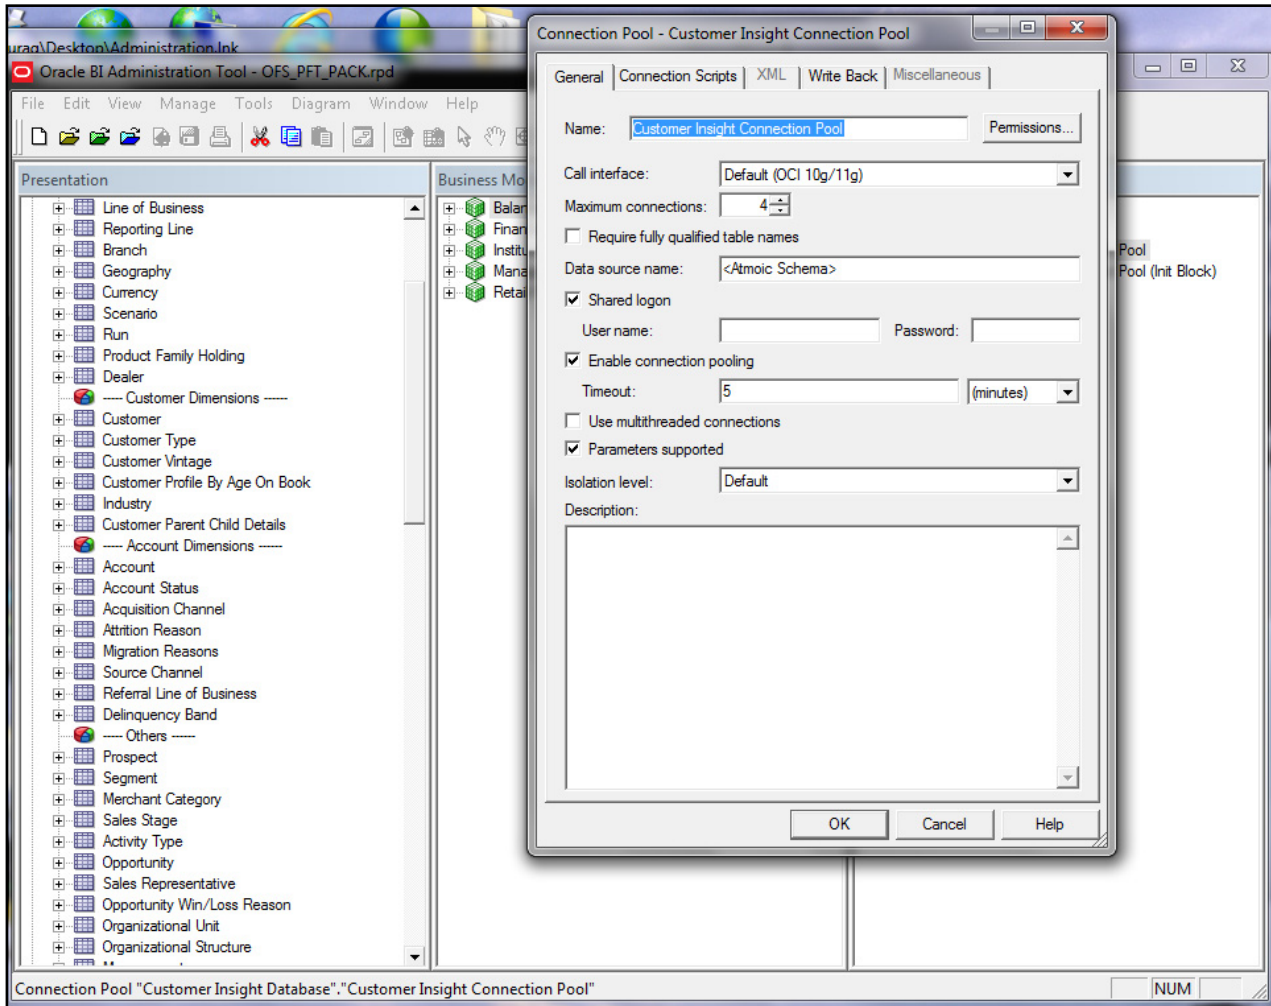 urag\Desktop\Administration.lnk
Oracle BI Administration Tool - OFS_PFT_PACK.rpd
File Edit View Manage Tools Diagram Window Help
Presentation
Line of Business
Reporting Line
Branch
Geography
Currency
Scenario
Run
Product Family Holding
Dealer
----- Customer Dimensions ------
Customer
Customer Type
Customer Vintage
Customer Profile By Age On Book
Industry
Customer Parent Child Details
----- Account Dimensions ------
Account
Account Status
Acquisition Channel
Attrition Reason
Migration Reasons
Source Channel
Referral Line of Business
Delinquency Band
----- Others ------
Prospect
Segment
Merchant Category
Sales Stage
Activity Type
Opportunity
Sales Representative
Opportunity Win/Loss Reason
Organizational Unit
Organizational Structure
Business Mo
Balar
Finan
Institu
Mana
Retai
Connection Pool - Customer Insight Connection Pool
General Connection Scripts XML Write Back Miscellaneous
Name: Customer Insight Connection Pool Permissions...
Call interface: Default (OCI 10g/11g)
Maximum connections: 4
Require fully qualified table names
Data source name: <Atmoic Schema>
Shared logon
User name: Password:
Enable connection pooling
Timeout: 5 (minutes)
Use multithreaded connections
Parameters supported
Isolation level: Default
Description:
OK Cancel Help
Pool
Pool (Init Block)
Connection Pool "Customer Insight Database"."Customer Insight Connection Pool"
NUM